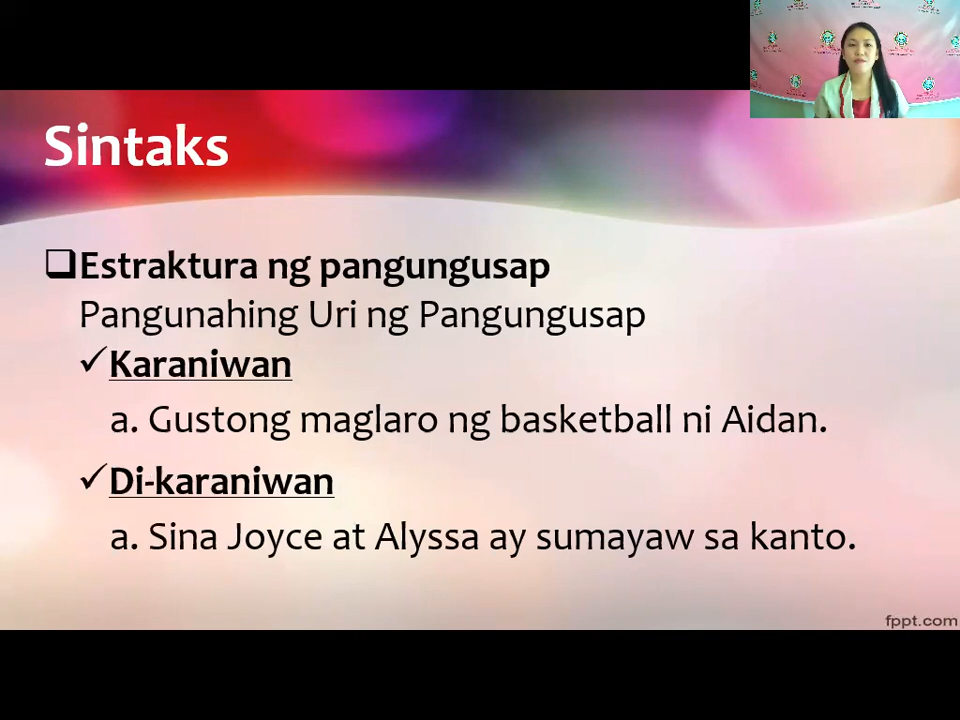 Sintaks
Estraktura ng pangungusap
Pangunahing Uri ng Pangungusap
Karaniwan
a. Gustong maglaro ng basketball ni Aidan.
Di-karaniwan
a. Sina Joyce at Alyssa ay sumayaw sa kanto.
fppt.com